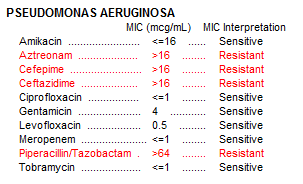 PSEUDOMONAS AERUGINOSA
MIC (mcg/mL) MIC Interpretation
Amikacin ........................ <=16 ....... Sensitive
Aztreonam ..................... >16 ....... Resistant
Cefepime ....................... >16 ....... Resistant
Ceftazidime ................... >16 ....... Resistant
Ciprofloxacin ................. <=1 ....... Sensitive
Gentamicin .................... 4 ....... Sensitive
Levofloxacin .................. 0.5 ....... Sensitive
Meropenem ................... <=1 ....... Sensitive
Piperacillin/Tazobactam . >64 ....... Resistant
Tobramycin .................... <=1 ....... Sensitive